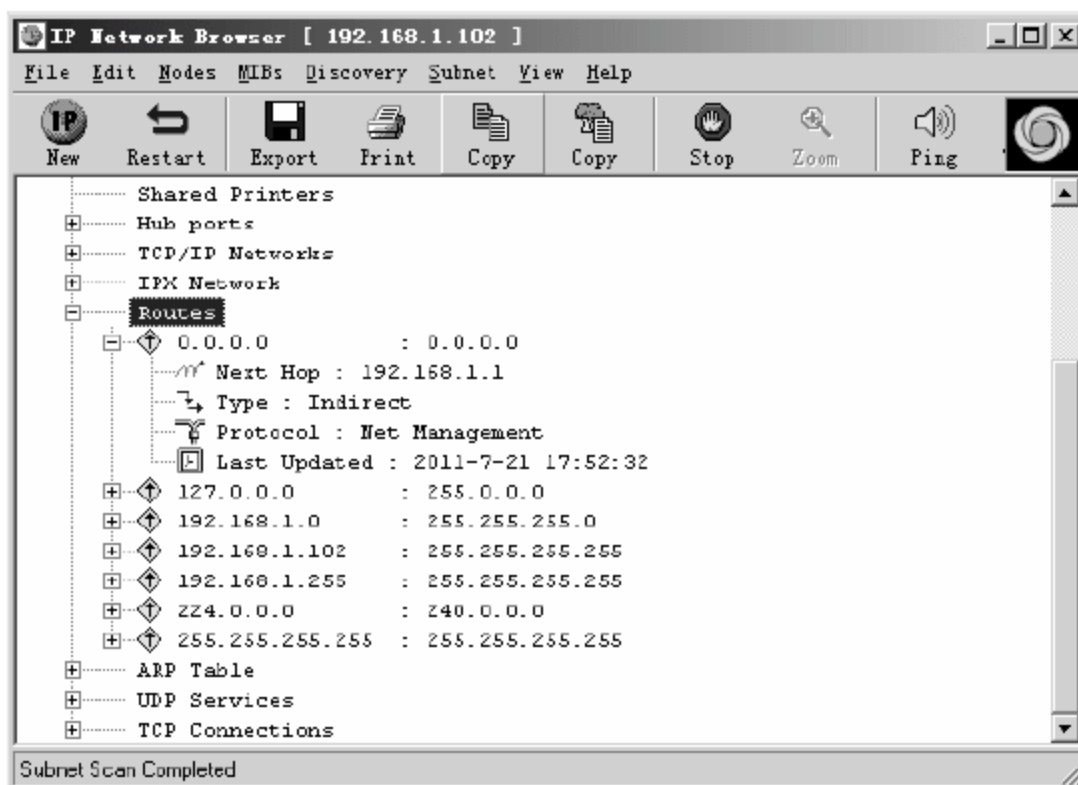 IP Network Browser [ 192.168.1.102 ]
File Edit Nodes MIBs Discovery Subnet View Help
IP
New Restart Export Print Copy Copy Stop Zoom Ping
Shared Printers
Hub ports
TCP/IP Networks
IPX Network
Routes
0.0.0.0 : 0.0.0.0
Next Hop : 192.168.1.1
Type : Indirect
Protocol : Net Management
Last Updated : 2011-7-21 17:52:32
127.0.0.0 : 255.0.0.0
192.168.1.0 : 255.255.255.0
192.168.1.102 : 255.255.255.255
192.168.1.255 : 255.255.255.255
224.0.0.0 : 240.0.0.0
255.255.255.255 : 255.255.255.255
ARP Table
UDP Services
TCP Connections
Subnet Scan Completed